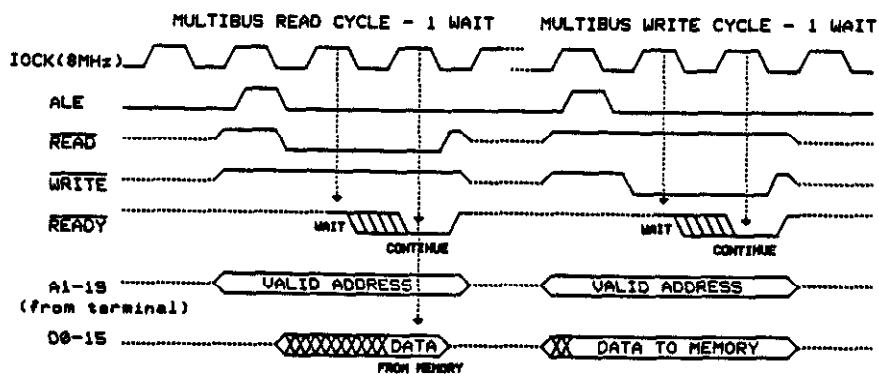 MULTIBUS READ CYCLE - 1 WAIT
MULTIBUS WRITE CYCLE - 1 WAIT
IOCK(8MHz)
ALE
READ
WRITE
READY
WAIT
CONTINUE
WAIT
CONTINUE
A1-19
(from terminal)
VALID ADDRESS
VALID ADDRESS
D0-15
DATA
FROM MEMORY
DATA TO MEMORY